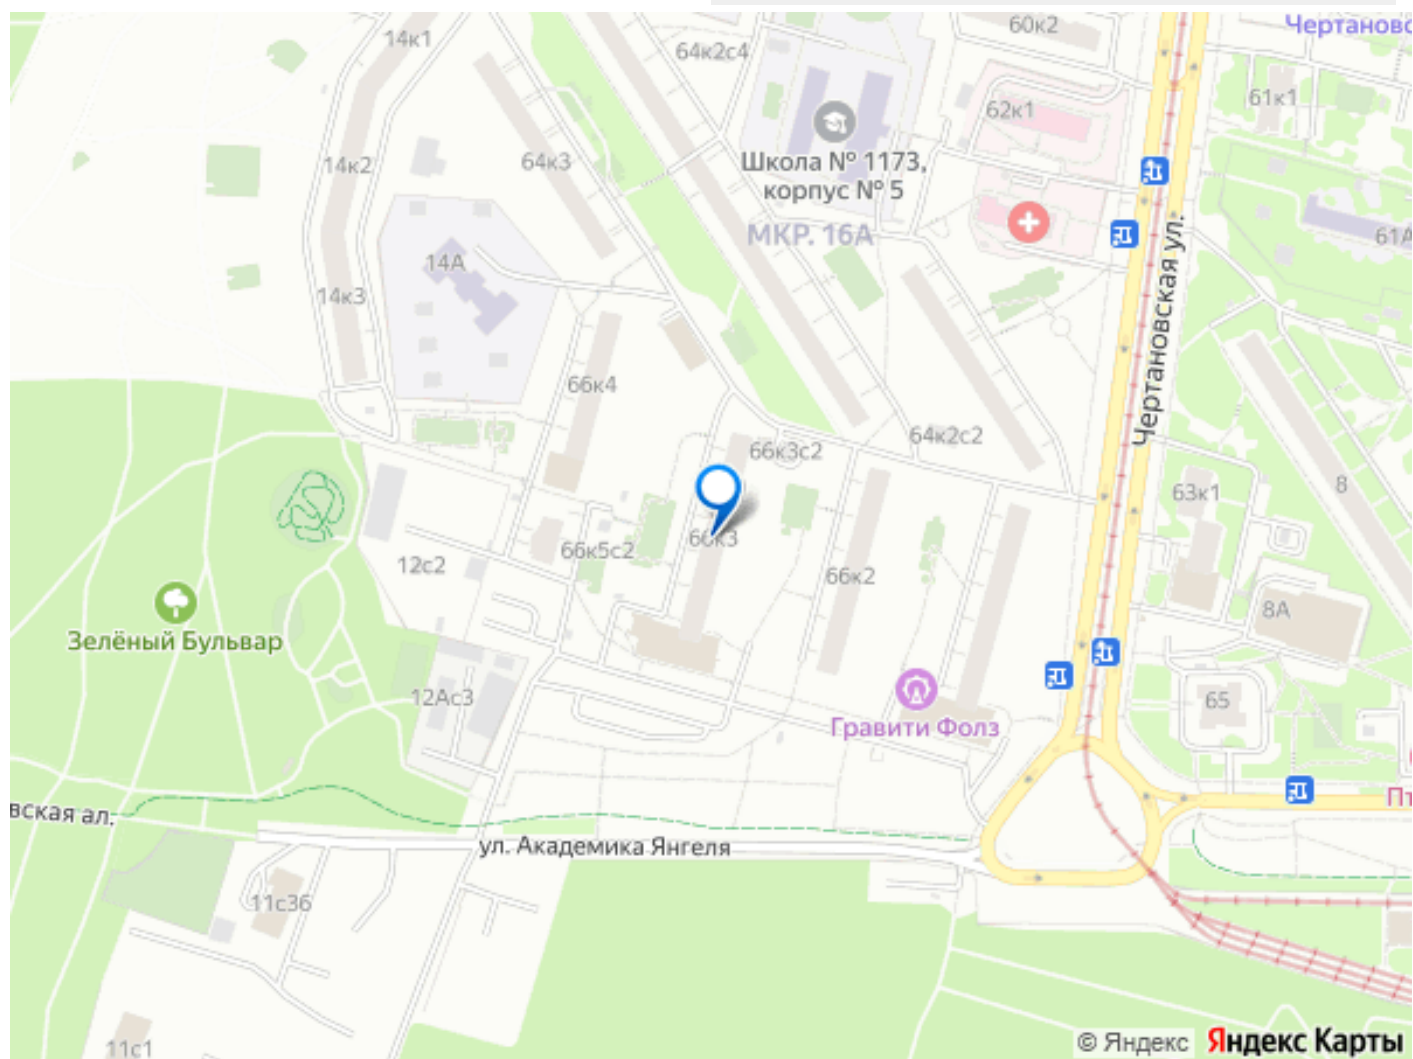 14к1
64к2с4
60к2
Чертановс
62к1
61к1
14к2
64к3
Школа № 1173,
корпус № 5
МКР. 16А
61А
14А
14к3
Чертановская ул.
66к4
64к2с2
66к3с2
63к1
8
66к3
66к5с2
12с2
66к2
8А
Зелёный Бульвар
12Ас3
65
Гравити Фолз
Пт
вская ал.
ул. Академика Янгеля
11с36
11с1
© Яндекс Яндекс Карты